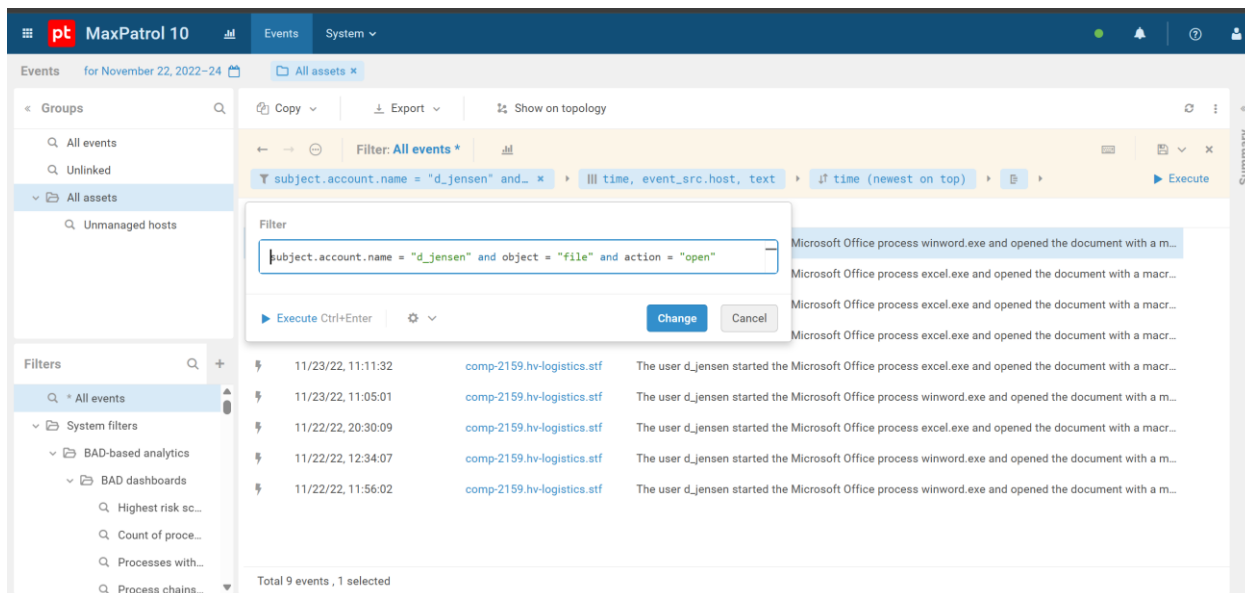 pt MaxPatrol 10 Events System
Events for November 22, 2022–24 All assets ×
« Groups
All events
Unlinked
All assets
Unmanaged hosts
Copy Export Show on topology
Filter: All events *
subject.account.name = "d_jensen" and… × time, event_src.host, text time (newest on top) Execute
Summary
Filter
subject.account.name = "d_jensen" and object = "file" and action = "open"
Execute Ctrl+Enter Change Cancel
Microsoft Office process winword.exe and opened the document with a m…
Microsoft Office process excel.exe and opened the document with a macr…
Microsoft Office process excel.exe and opened the document with a macr…
Microsoft Office process excel.exe and opened the document with a macr…
11/23/22, 11:11:32 comp-2159.hv-logistics.stf The user d_jensen started the Microsoft Office process excel.exe and opened the document with a macr…
11/23/22, 11:05:01 comp-2159.hv-logistics.stf The user d_jensen started the Microsoft Office process winword.exe and opened the document with a m…
11/22/22, 20:30:09 comp-2159.hv-logistics.stf The user d_jensen started the Microsoft Office process excel.exe and opened the document with a macr…
11/22/22, 12:34:07 comp-2159.hv-logistics.stf The user d_jensen started the Microsoft Office process winword.exe and opened the document with a m…
11/22/22, 11:56:02 comp-2159.hv-logistics.stf The user d_jensen started the Microsoft Office process winword.exe and opened the document with a m…
Total 9 events , 1 selected
Filters
* All events
System filters
BAD-based analytics
BAD dashboards
Highest risk sc…
Count of proce…
Processes with…
Process chains…